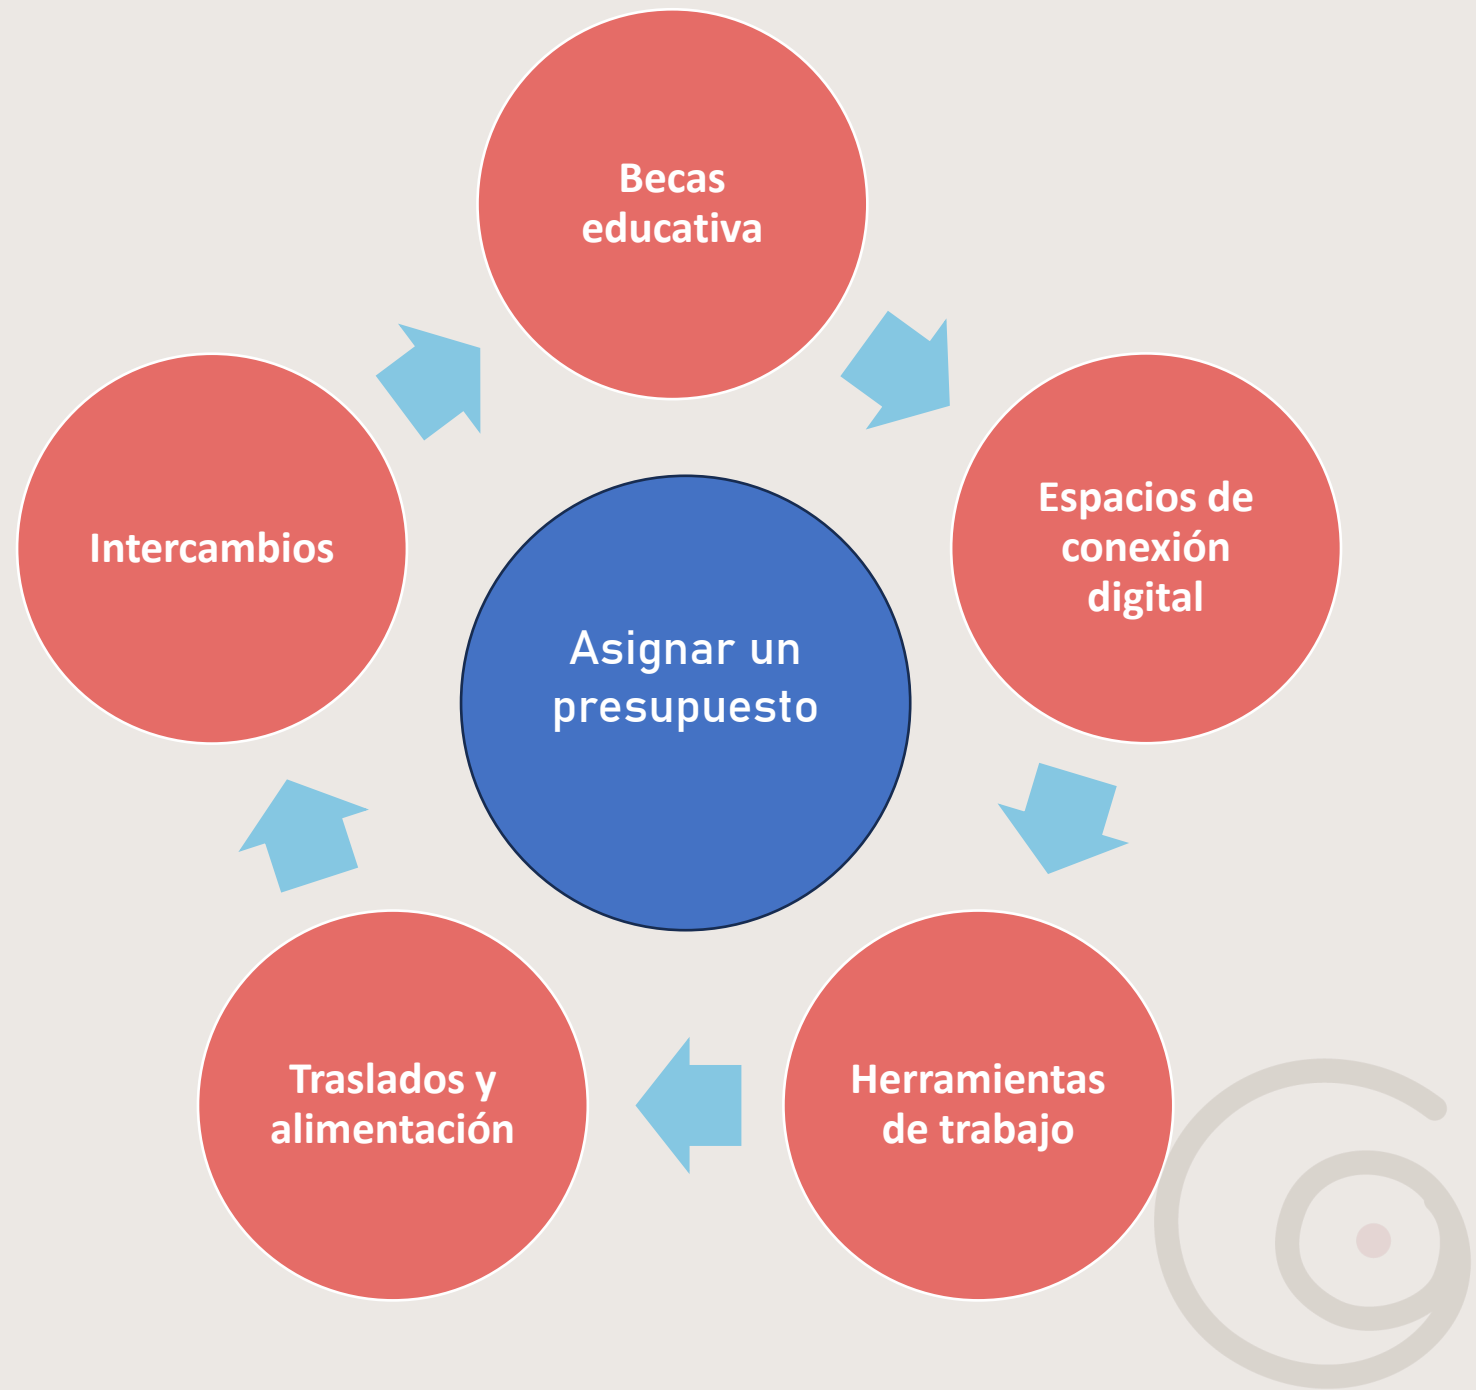 Becas
educativa
Espacios de
conexión
digital
Herramientas
de trabajo
Traslados y
alimentación
Intercambios
Asignar un
presupuesto